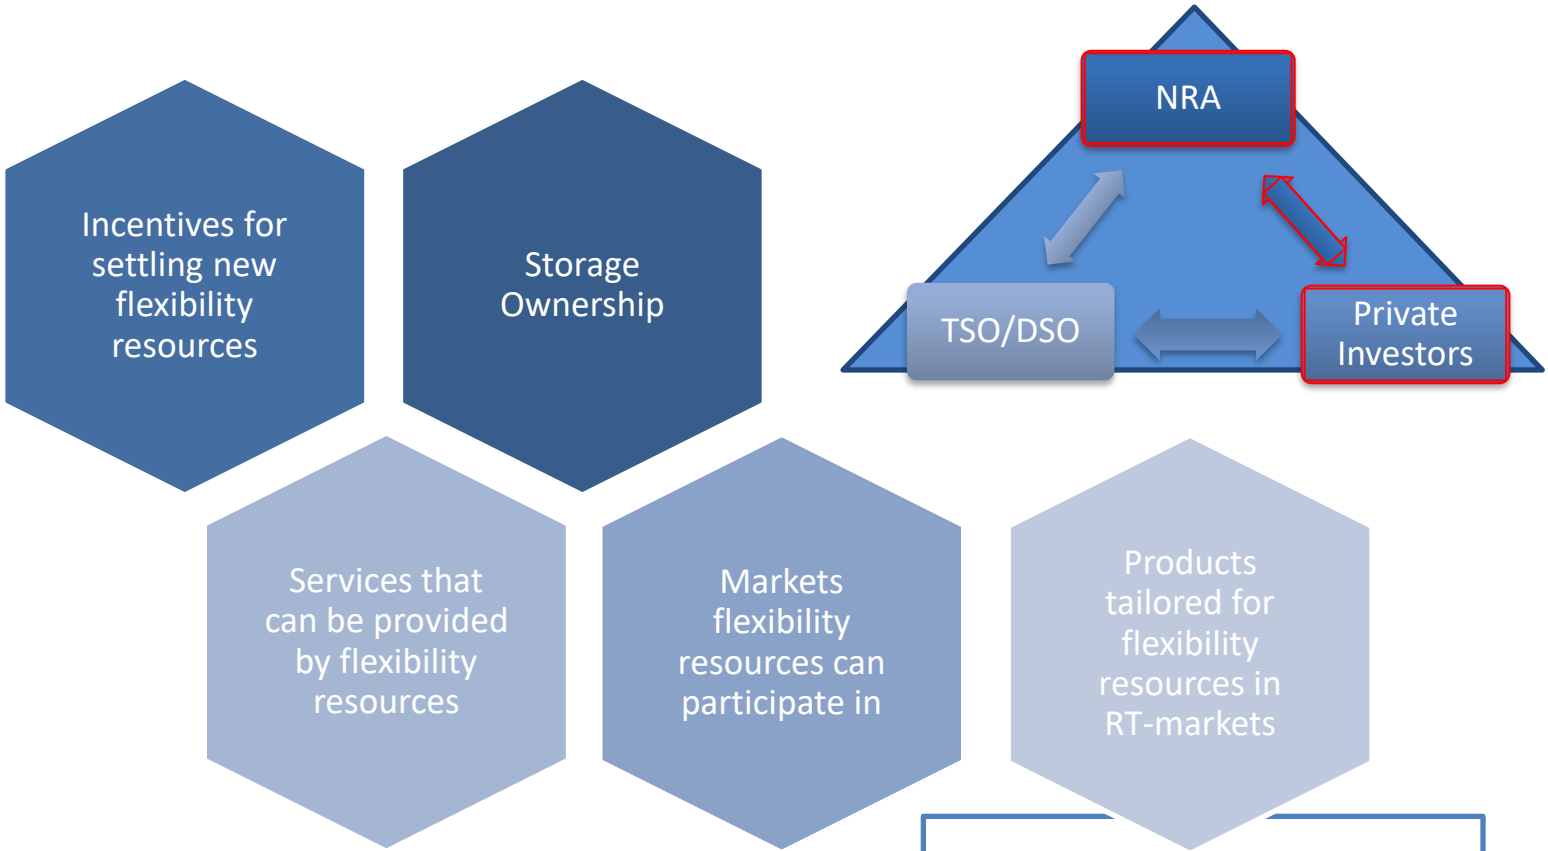 NRA
TSO/DSO
Private
Investors
Incentives for
settling new
flexibility
resources
Storage
Ownership
Services that
can be provided
by flexibility
resources
Markets
flexibility
resources can
participate in
Products
tailored for
flexibility
resources in
RT-markets